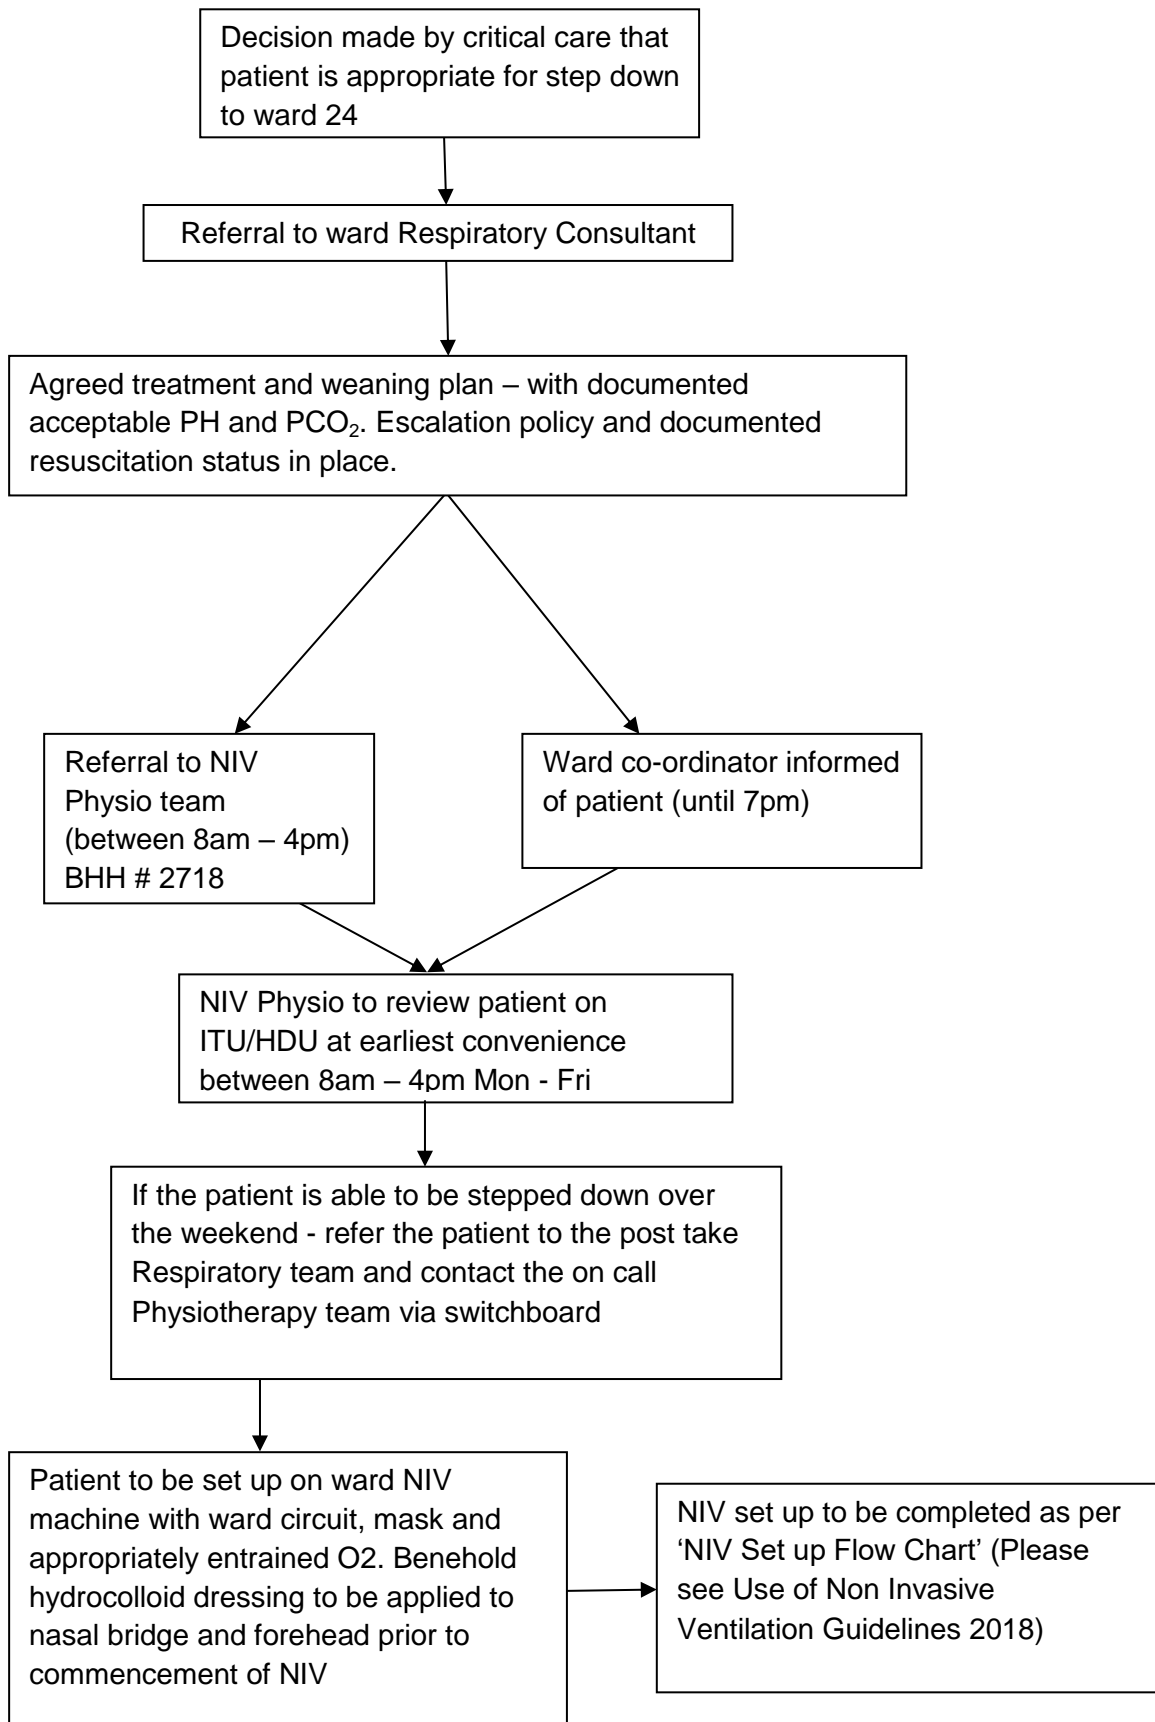 Decision made by critical care that
patient is appropriate for step down
to ward 24
Referral to ward Respiratory Consultant
Agreed treatment and weaning plan – with documented
acceptable PH and PCO₂. Escalation policy and documented
resuscitation status in place.
Referral to NIV
Physio team
(between 8am – 4pm)
BHH # 2718
Ward co-ordinator informed
of patient (until 7pm)
NIV Physio to review patient on
ITU/HDU at earliest convenience
between 8am – 4pm Mon - Fri
If the patient is able to be stepped down over
the weekend - refer the patient to the post take
Respiratory team and contact the on call
Physiotherapy team via switchboard
Patient to be set up on ward NIV
machine with ward circuit, mask and
appropriately entrained O2. Benehold
hydrocolloid dressing to be applied to
nasal bridge and forehead prior to
commencement of NIV
NIV set up to be completed as per
‘NIV Set up Flow Chart’ (Please
see Use of Non Invasive
Ventilation Guidelines 2018)